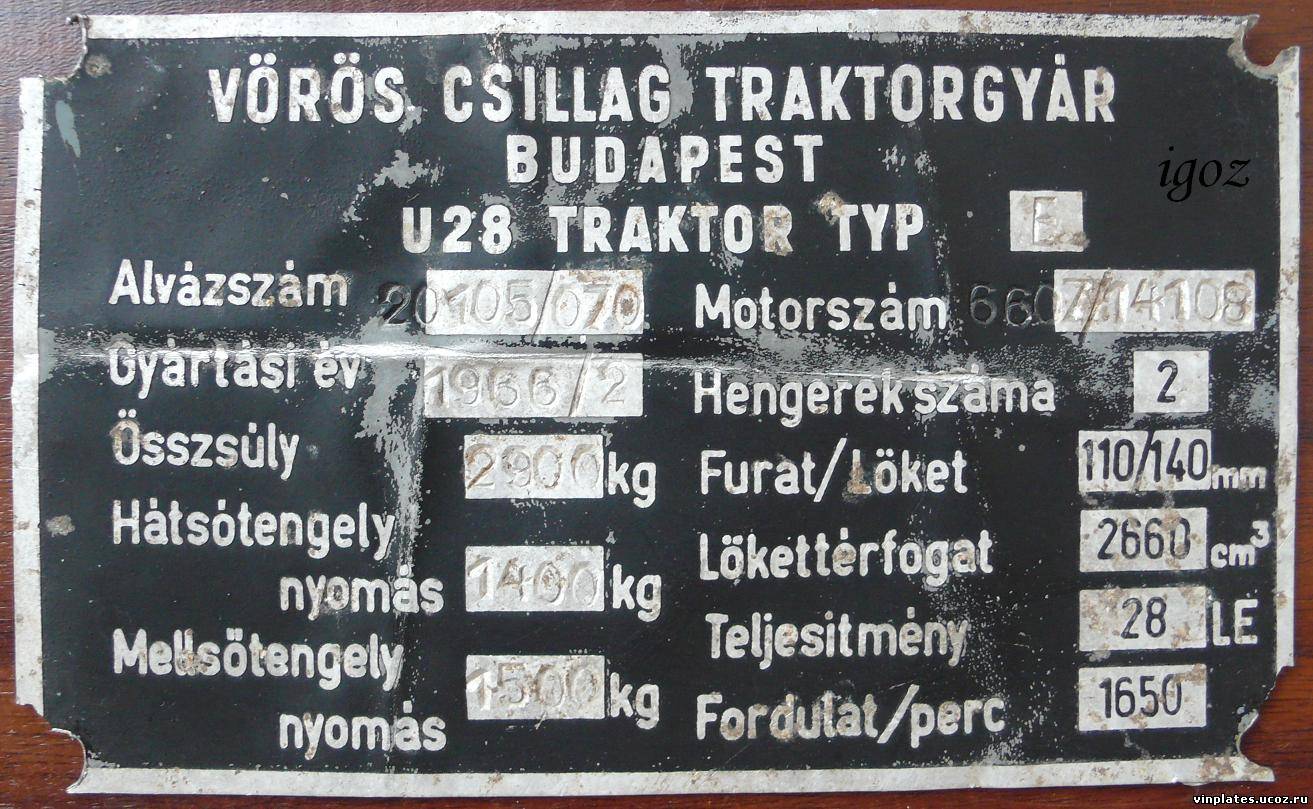 VÖRÖS CSILLAG TRAKTORGYÁR
BUDAPEST
igoz
U28 TRAKTOR TYP E
Alvázszám 20105/070
Gyártási év 1966/2
Összsúly 2900 kg
Hátsótengely
nyomás 1400 kg
Mellsőtengely
nyomás 1500 kg
Motorszám 6607/14108
Hengerek száma 2
Furat/Löket 110/140 mm
Lökettérfogat 2660 cm³
Teljesitmény 28 LE
Fordulat/perc 1650
vinplates.ucoz.ru